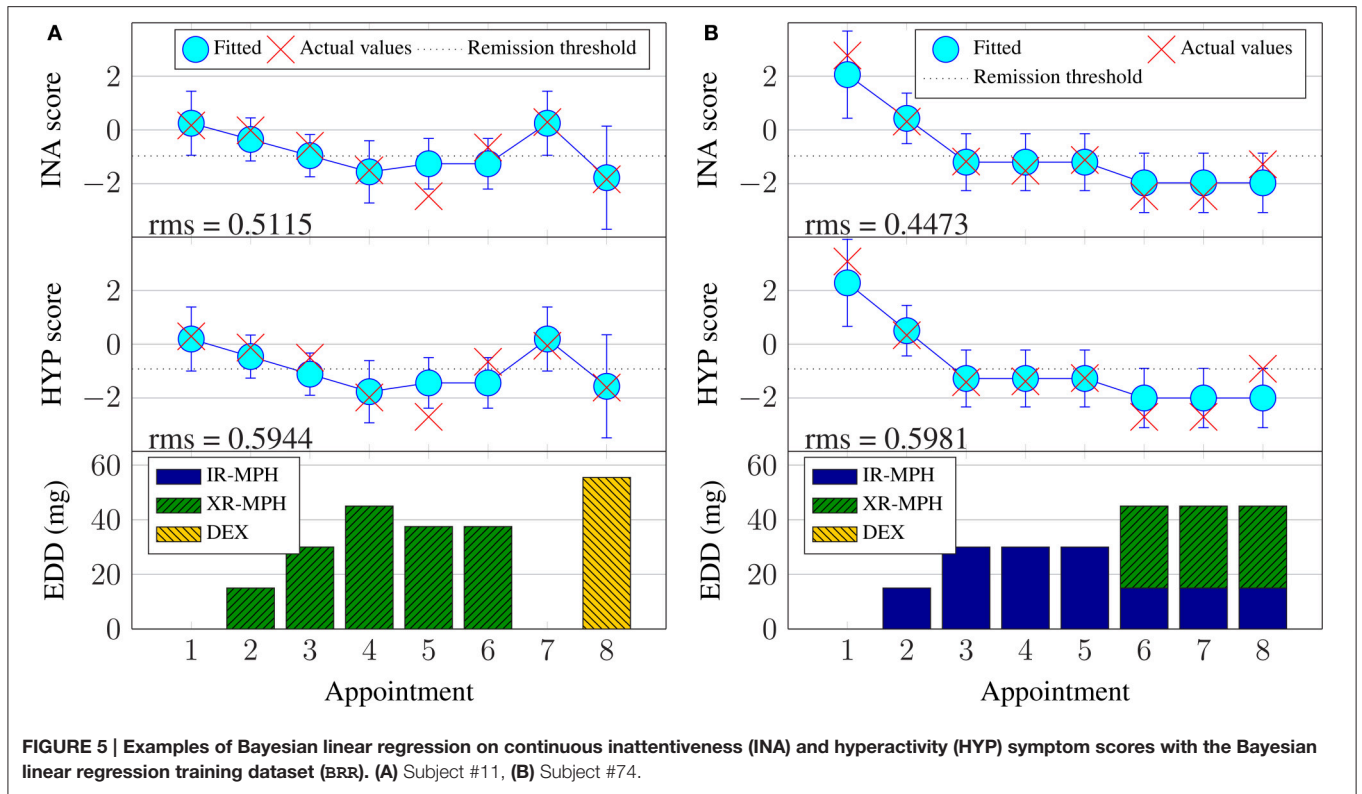 A
Fitted Actual values Remission threshold
INA score
2
0
−2
rms = 0.5115
HYP score
2
0
−2
rms = 0.5944
EDD (mg)
60
40
20
0
IR-MPH
XR-MPH
DEX
1 2 3 4 5 6 7 8
Appointment
B
Fitted Actual values
Remission threshold
INA score
2
0
−2
rms = 0.4473
HYP score
2
0
−2
rms = 0.5981
EDD (mg)
60
40
20
0
IR-MPH
XR-MPH
DEX
1 2 3 4 5 6 7 8
Appointment
FIGURE 5 | Examples of Bayesian linear regression on continuous inattentiveness (INA) and hyperactivity (HYP) symptom scores with the Bayesian
linear regression training dataset (BRR). (A) Subject #11, (B) Subject #74.